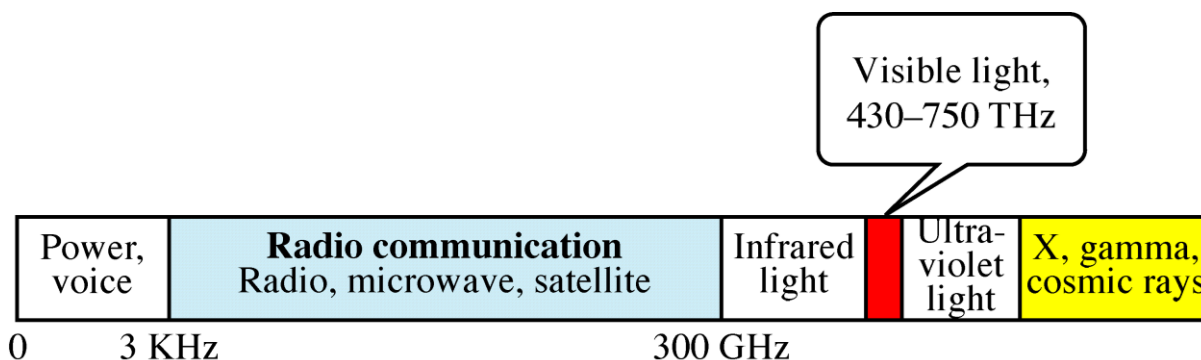 Visible light,
430–750 THz
Power,
voice
Radio communication
Radio, microwave, satellite
Infrared
light
Ultra-
violet
light
X, gamma,
cosmic rays
0
3 KHz
300 GHz